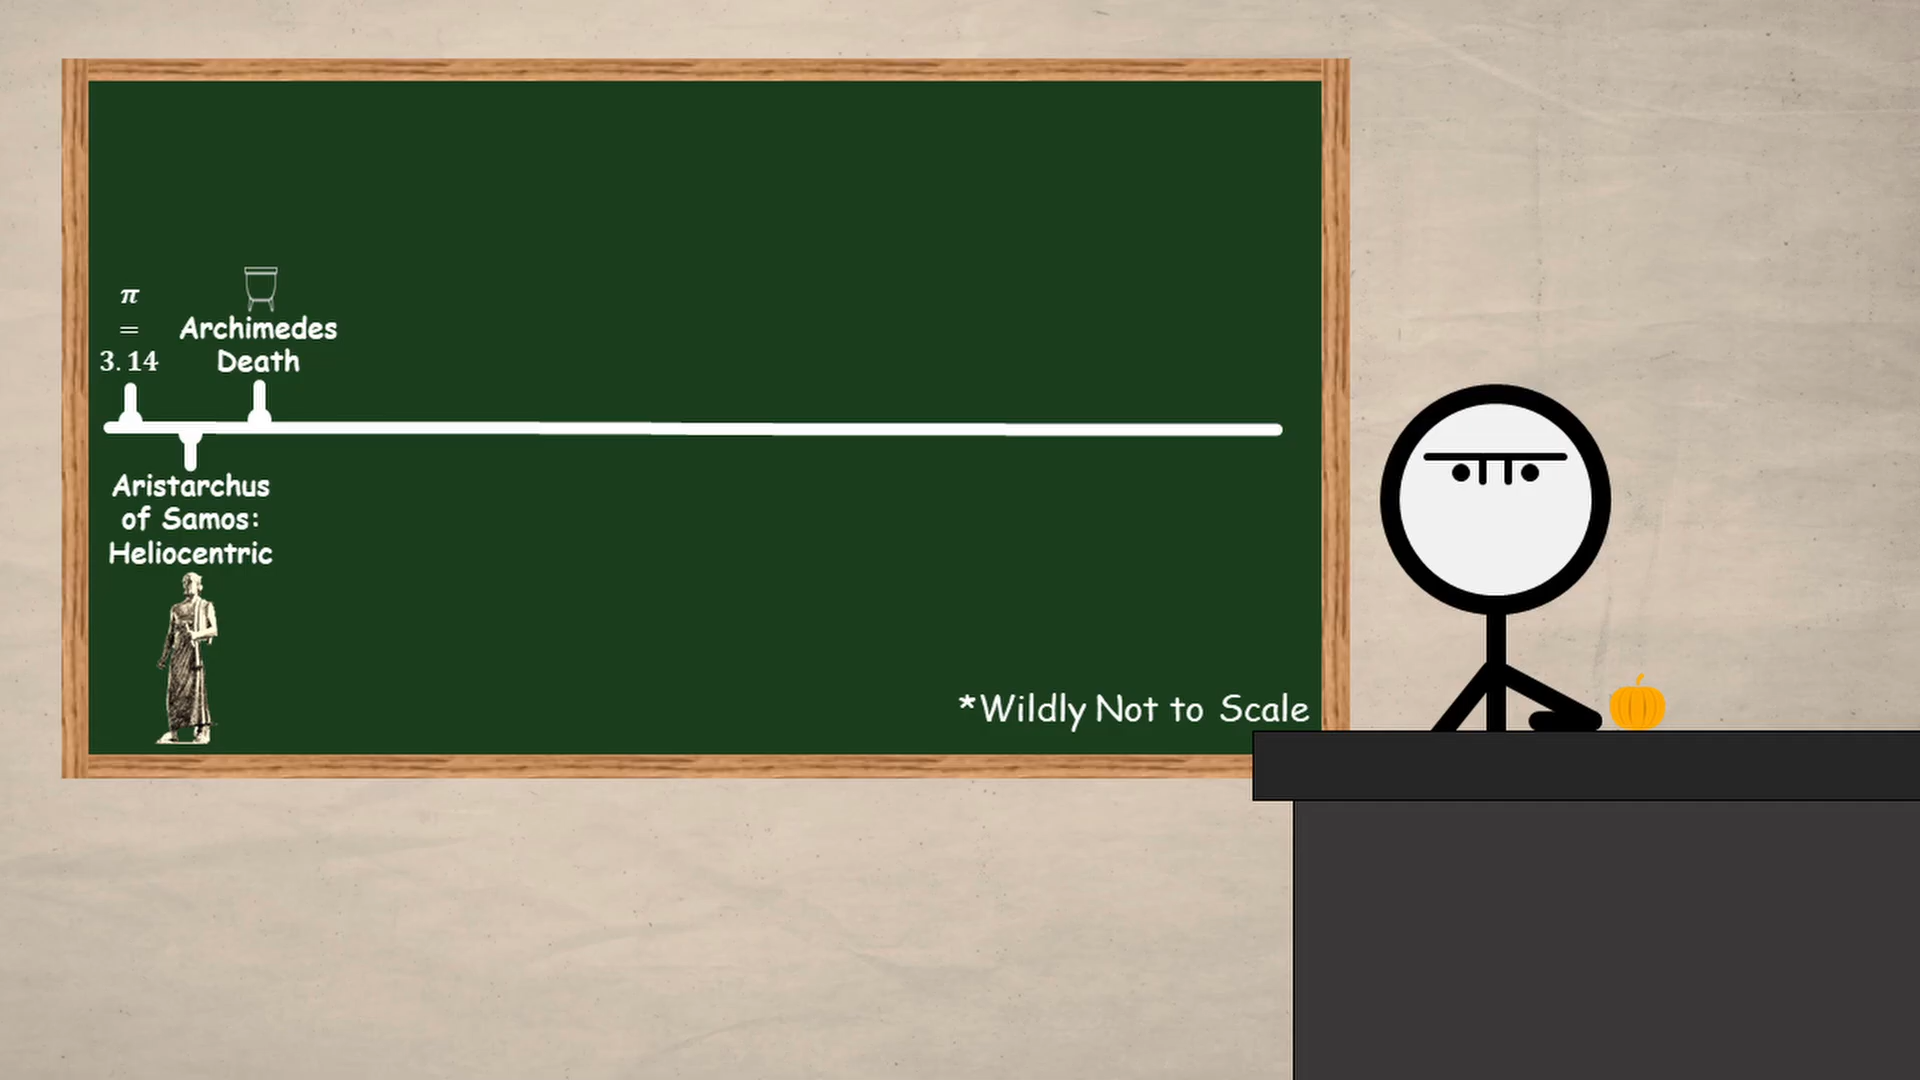 π
=
3.14
Archimedes
Death
Aristarchus
of Samos:
Heliocentric
*Wildly Not to Scale